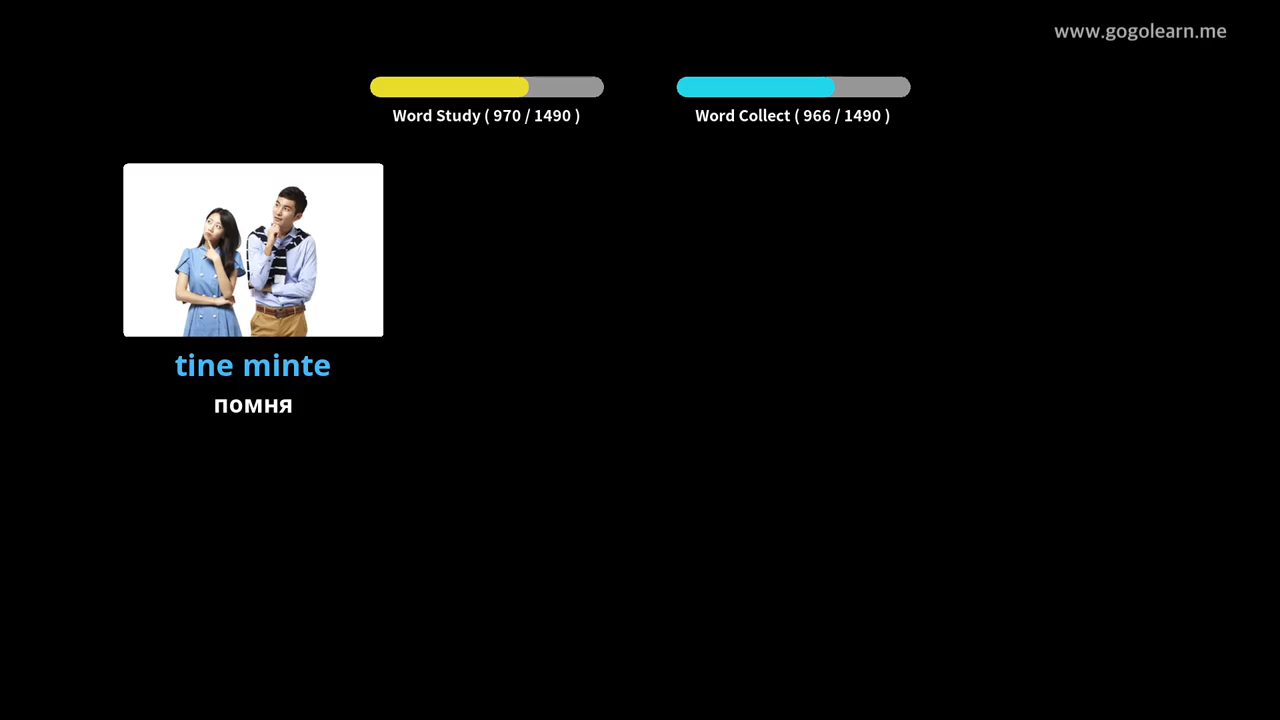 www.gogolearn.me
Word Study ( 970 / 1490 )
Word Collect ( 966 / 1490 )
tine minte
помня